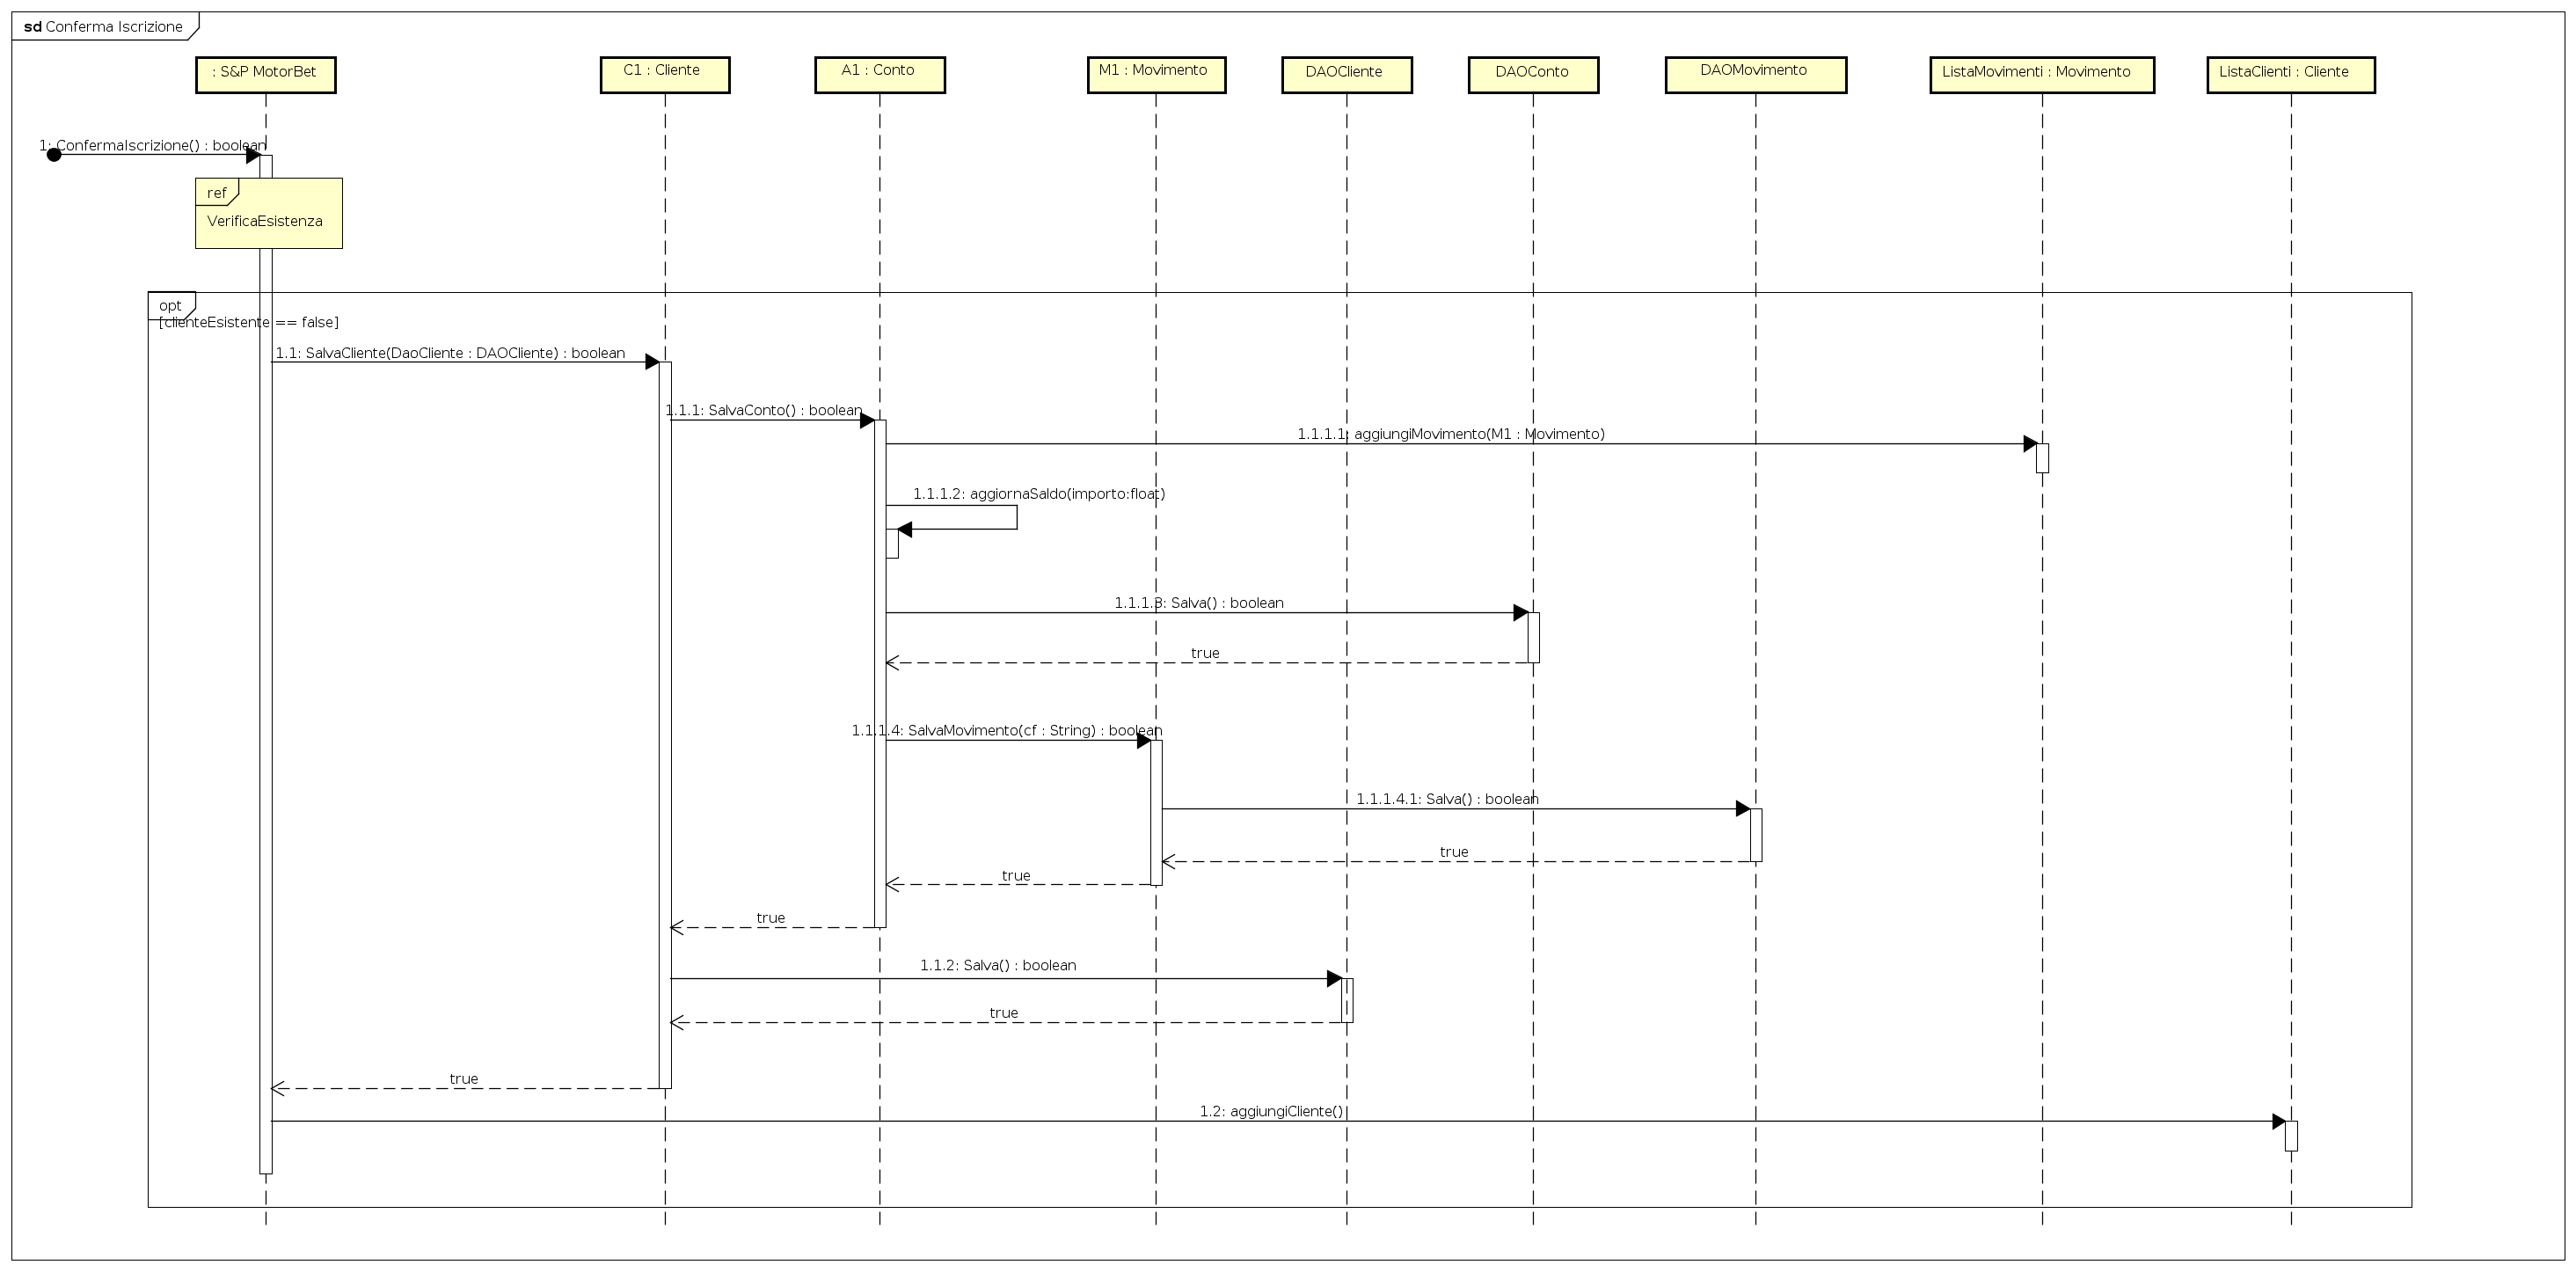 sd Conferma Iscrizione
: S&P MotorBet
C1 : Cliente
A1 : Conto
M1 : Movimento
DAOCliente
DAOConto
DAOMovimento
ListaMovimenti : Movimento
ListaClienti : Cliente
1: ConfermaIscrizione() : boolean
ref
VerificaEsistenza
opt
[clienteEsistente == false]
1.1: SalvaCliente(DaoCliente : DAOCliente) : boolean
1.1.1: SalvaConto() : boolean
1.1.1.1: aggiungiMovimento(M1 : Movimento)
1.1.1.2: aggiornaSaldo(importo:float)
1.1.1.3: Salva() : boolean
true
1.1.1.4: SalvaMovimento(cf : String) : boolean
1.1.1.4.1: Salva() : boolean
true
true
true
1.1.2: Salva() : boolean
true
true
1.2: aggiungiCliente()